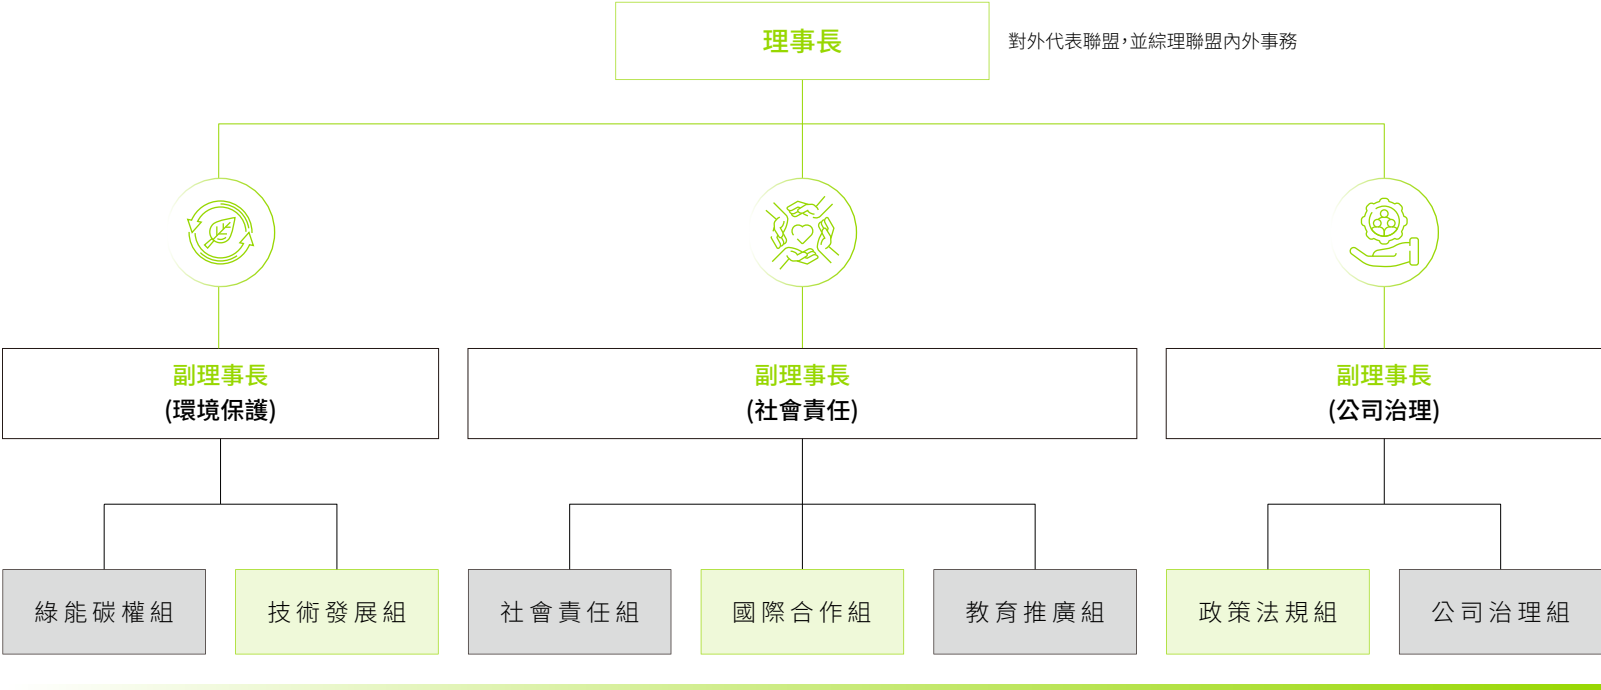 理事長
對外代表聯盟，並綜理聯盟內外事務
副理事長
(環境保護)
副理事長
(社會責任)
副理事長
(公司治理)
綠能碳權組
技術發展組
社會責任組
國際合作組
教育推廣組
政策法規組
公司治理組